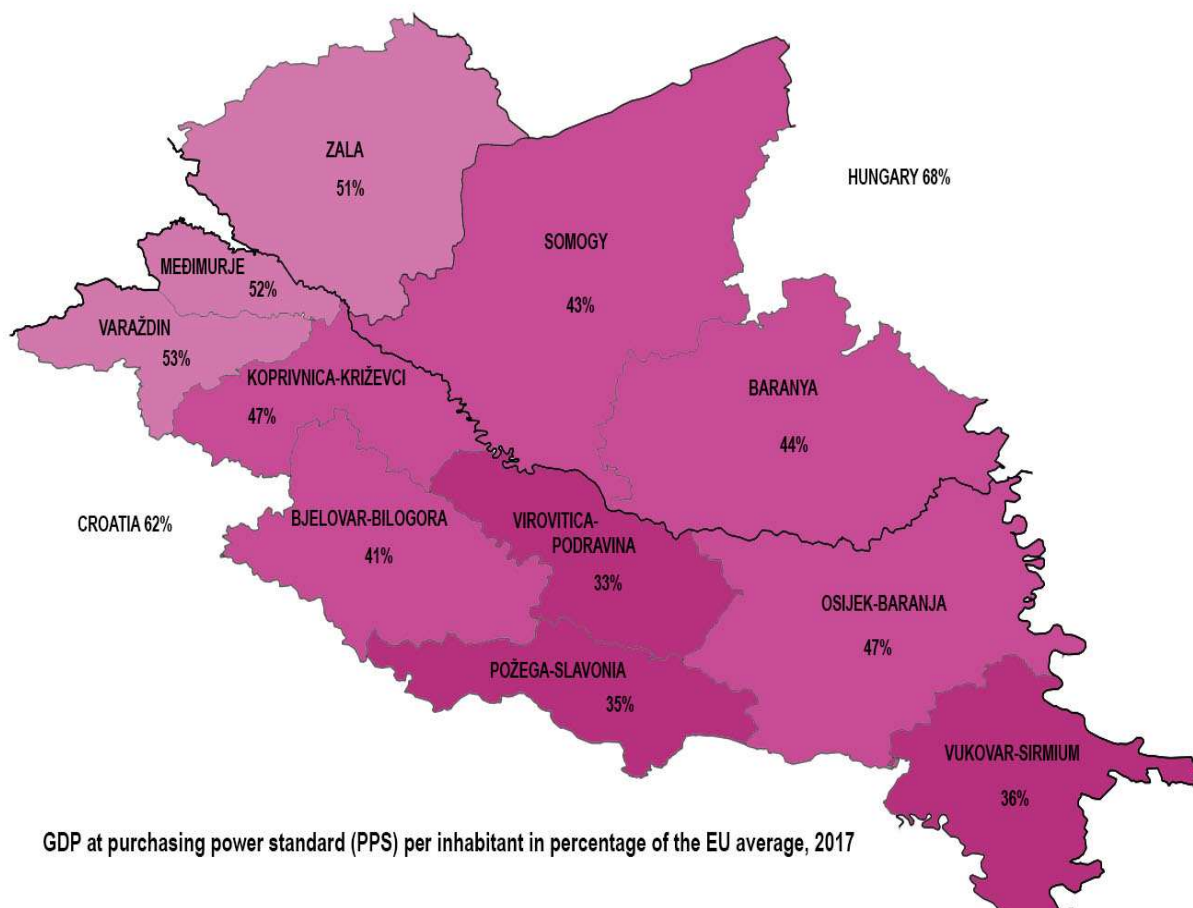 ZALA
51%
HUNGARY 68%
SOMOGY
43%
MEĐIMURJE
52%
VARAŽDIN
53%
KOPRIVNICA-KRIŽEVCI
47%
BARANYA
44%
CROATIA 62%
BJELOVAR-BILOGORA
41%
VIROVITICA-
PODRAVINA
33%
OSIJEK-BARANJA
47%
POŽEGA-SLAVONIA
35%
VUKOVAR-SIRMIUM
36%
GDP at purchasing power standard (PPS) per inhabitant in percentage of the EU average, 2017